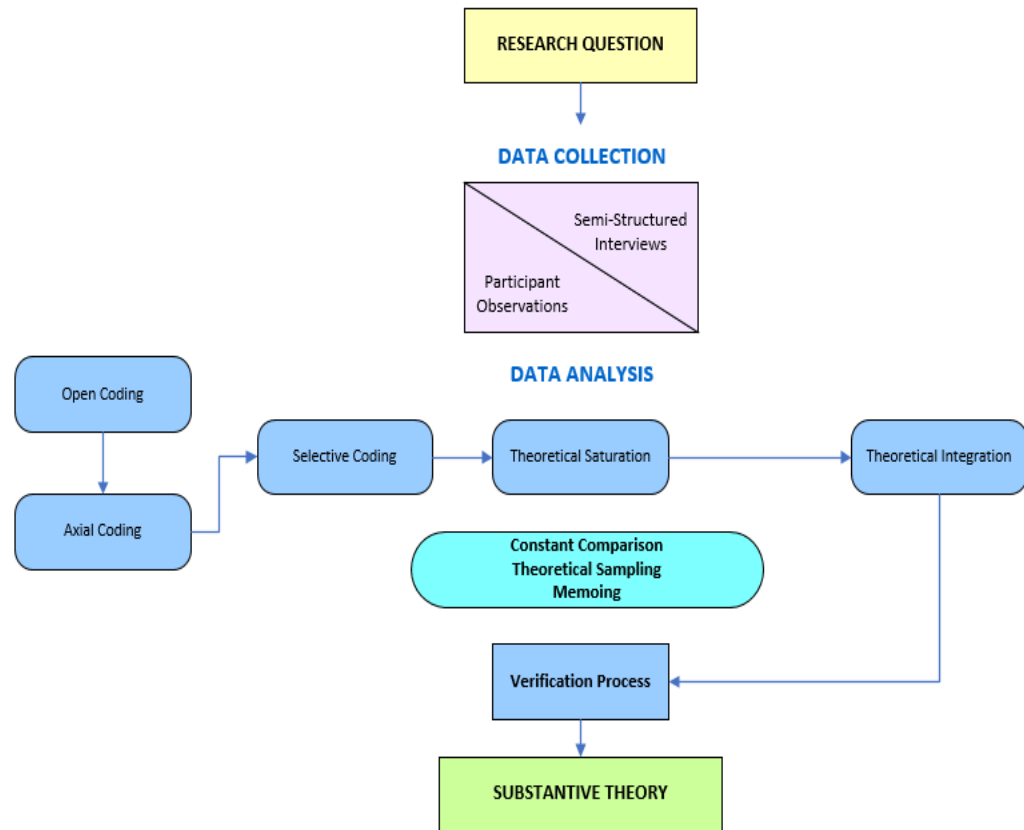 RESEARCH QUESTION
DATA COLLECTION
Semi-Structured
Interviews
Participant
Observations
DATA ANALYSIS
Open Coding
Axial Coding
Selective Coding
Theoretical Saturation
Theoretical Integration
Constant Comparison
Theoretical Sampling
Memoing
Verification Process
SUBSTANTIVE THEORY